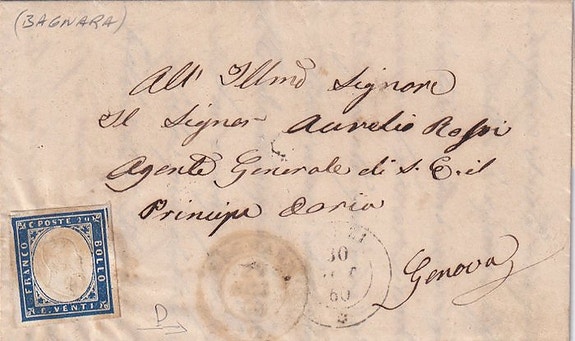 (BAGNARA)
All' Illmo Signore
Il Signor Aurelio Rossi
Agente Generale di S. E. il
Principe Doria
Genova
C. POSTE 20
FRANCO
BOLLO
C. VENTI
30
60
P